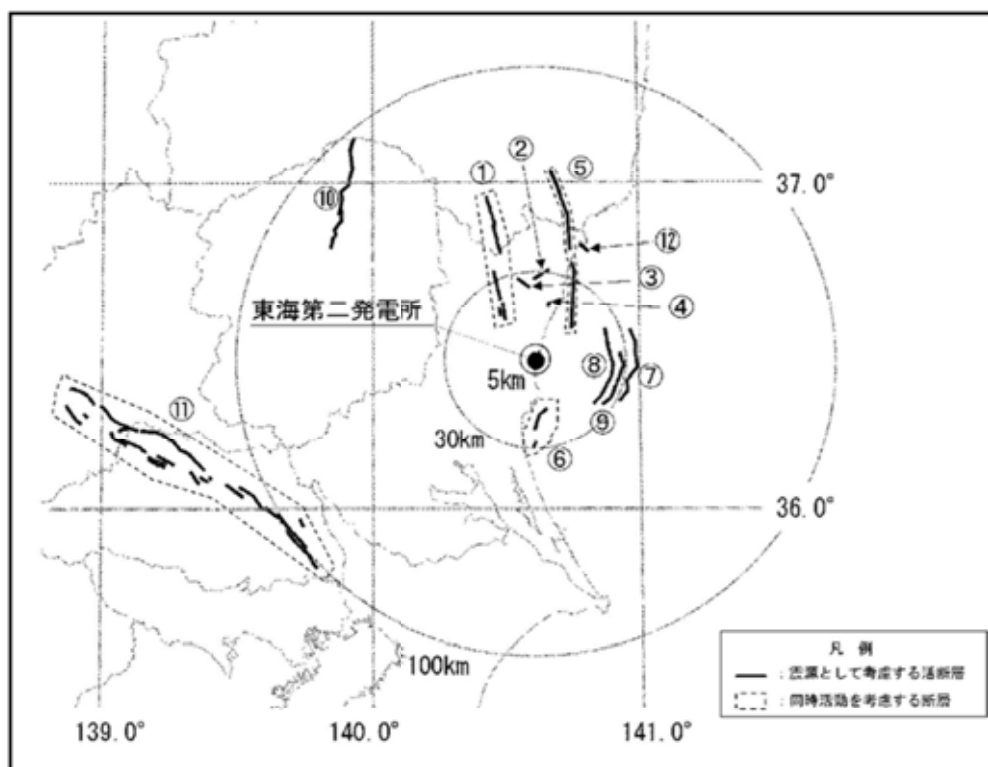 ②
①
⑤
37.0°
⑩
⑫
③
東海第二発電所
④
5km
⑧
⑦
⑪
⑨
30km
⑥
36.0°
凡 例
━━ : 震源として考慮する活断層
: 同時活動を考慮する断層
100km
139.0°
140.0°
141.0°